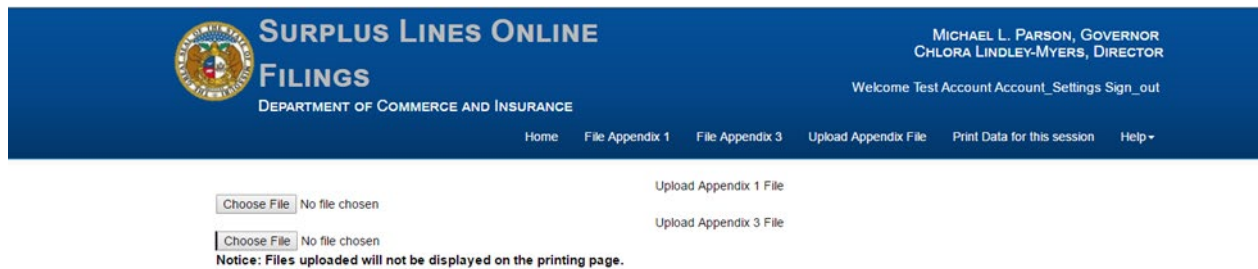 SURPLUS LINES ONLINE
FILINGS
DEPARTMENT OF COMMERCE AND INSURANCE
MICHAEL L. PARSON, GOVERNOR
CHLORA LINDLEY-MYERS, DIRECTOR
Welcome Test Account Account_Settings Sign_out
Home File Appendix 1 File Appendix 3 Upload Appendix File Print Data for this session Help
Upload Appendix 1 File
Choose File No file chosen
Upload Appendix 3 File
Choose File No file chosen
Notice: Files uploaded will not be displayed on the printing page.